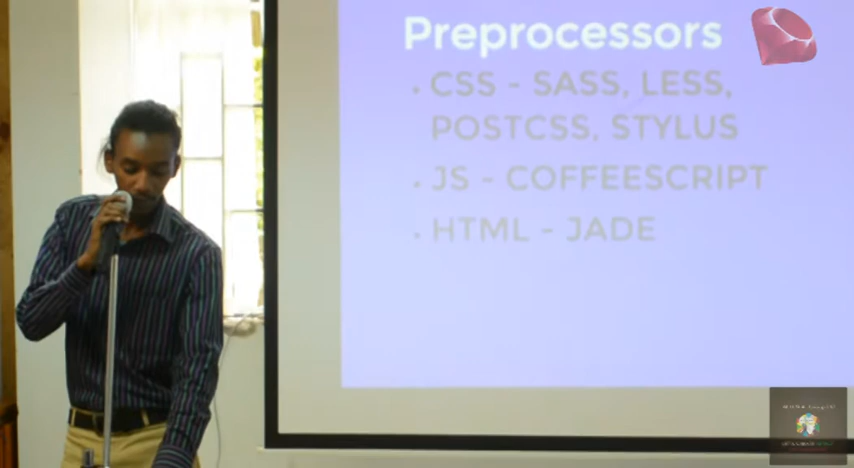 Preprocessors
• CSS - SASS, LESS,
POSTCSS, STYLUS
• JS - COFFEESCRIPT
• HTML - JADE